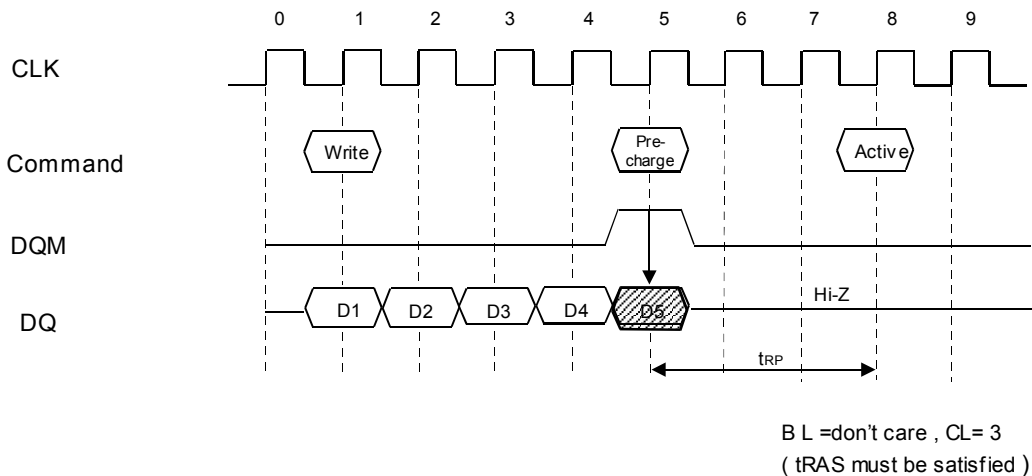 0 1 2 3 4 5 6 7 8 9
CLK
Command Write Pre-charge Active
DQM
DQ D1 D2 D3 D4 D5 Hi-Z
tRP
B L =don't care , CL= 3
( tRAS must be satisfied )